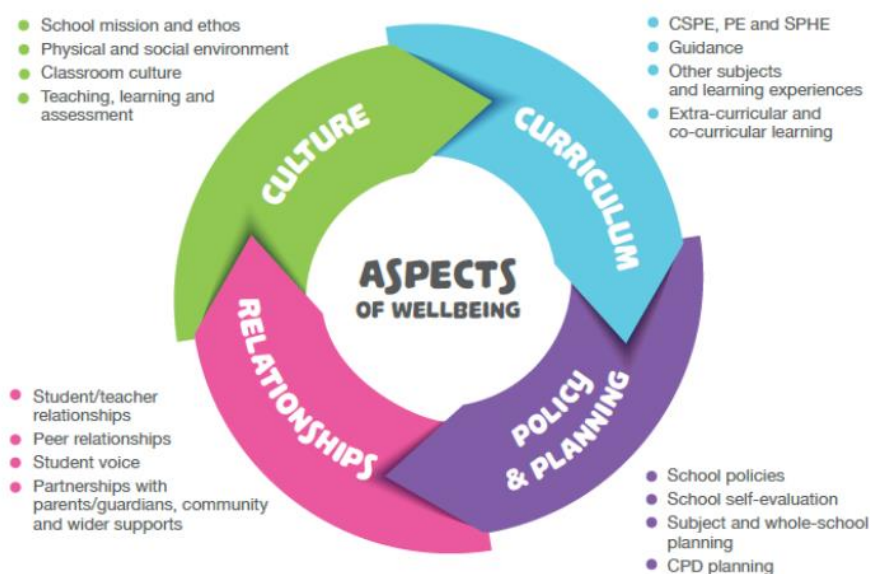 School mission and ethos
Physical and social environment
Classroom culture
Teaching, learning and
assessment
CSPE, PE and SPHE
Guidance
Other subjects
and learning experiences
Extra-curricular and
co-curricular learning
CULTURE
CURRICULUM
ASPECTS
OF WELLBEING
RELATIONSHIPS
POLICY
& PLANNING
Student/teacher
relationships
Peer relationships
Student voice
Partnerships with
parents/guardians, community
and wider supports
School policies
School self-evaluation
Subject and whole-school
planning
CPD planning